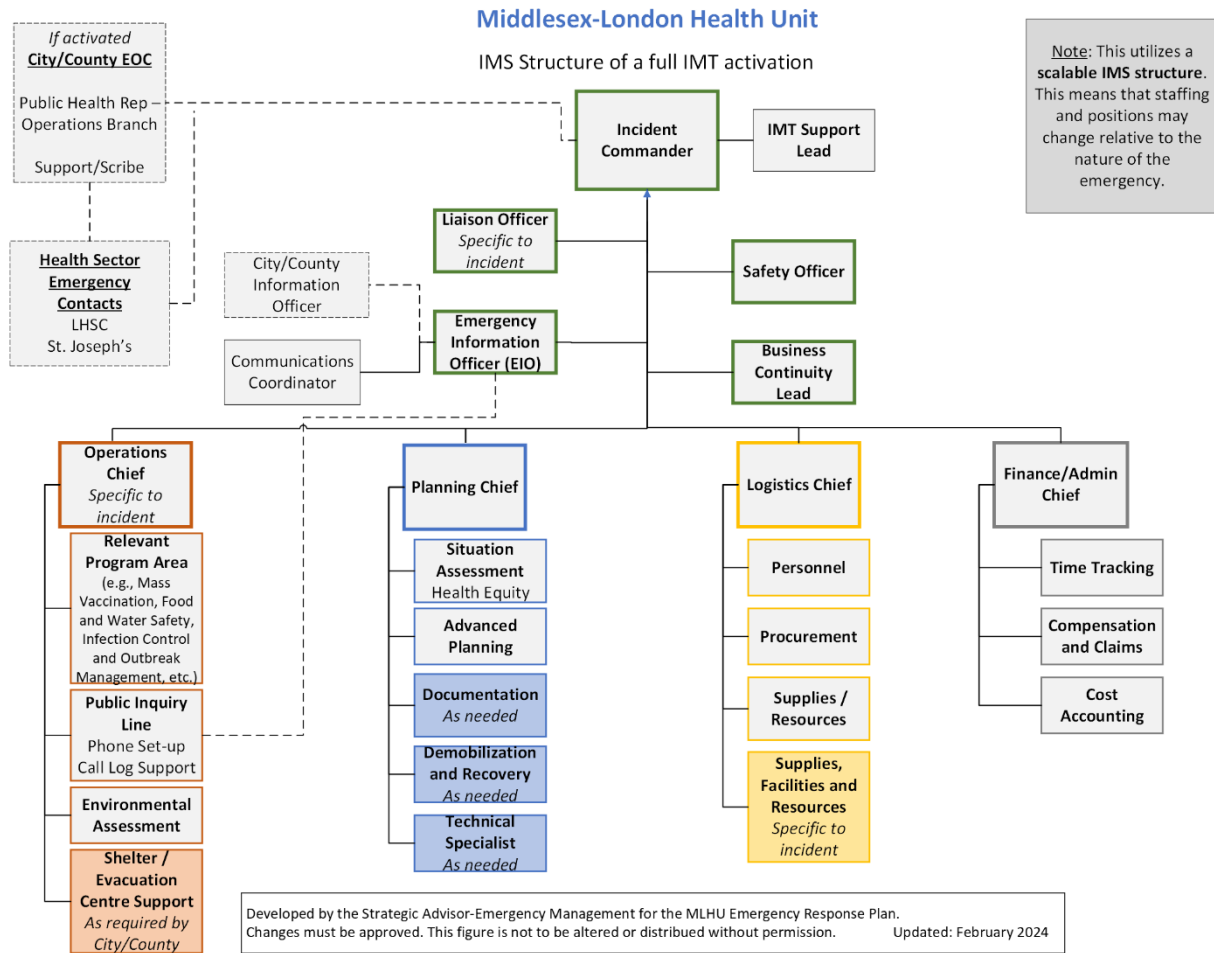 Middlesex-London Health Unit
IMS Structure of a full IMT activation
If activated
City/County EOC
Public Health Rep
Operations Branch
Support/Scribe
Health Sector
Emergency
Contacts
LHSC
St. Joseph's
Incident
Commander
IMT Support
Lead
Note: This utilizes a
scalable IMS structure.
This means that staffing
and positions may
change relative to the
nature of the
emergency.
Liaison Officer
Specific to
incident
City/County
Information
Officer
Safety Officer
Emergency
Information
Officer (EIO)
Communications
Coordinator
Business
Continuity
Lead
Operations
Chief
Specific to
incident
Relevant
Program Area
(e.g., Mass
Vaccination, Food
and Water Safety,
Infection Control
and Outbreak
Management, etc.)
Public Inquiry
Line
Phone Set-up
Call Log Support
Environmental
Assessment
Shelter /
Evacuation
Centre Support
As required by
City/County
Planning Chief
Situation
Assessment
Health Equity
Advanced
Planning
Documentation
As needed
Demobilization
and Recovery
As needed
Technical
Specialist
As needed
Logistics Chief
Personnel
Procurement
Supplies /
Resources
Supplies,
Facilities and
Resources
Specific to
incident
Finance/Admin
Chief
Time Tracking
Compensation
and Claims
Cost
Accounting
Developed by the Strategic Advisor-Emergency Management for the MLHU Emergency Response Plan.
Changes must be approved. This figure is not to be altered or distribued without permission. Updated: February 2024